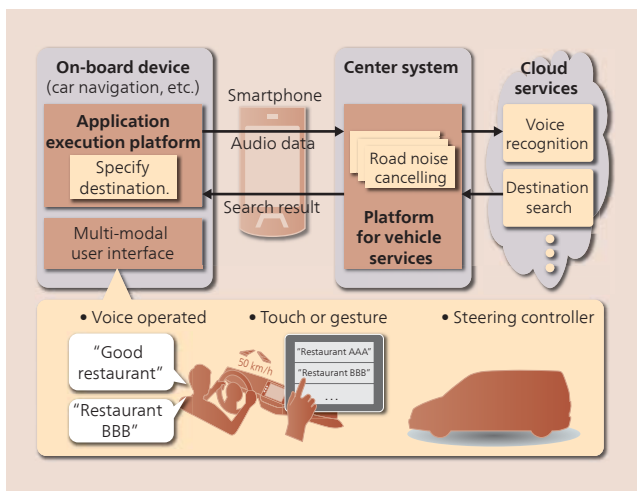 On-board device
(car navigation, etc.)
Application
execution platform
Specify
destination.
Multi-modal
user interface
Smartphone
Audio data
Search result
Center system
Road noise
cancelling
Platform
for vehicle
services
Cloud
services
Voice
recognition
Destination
search
• Voice operated
"Good
restaurant"
"Restaurant
BBB"
50 km/h
• Touch or gesture
"Restaurant AAA"
"Restaurant BBB"
...
• Steering controller